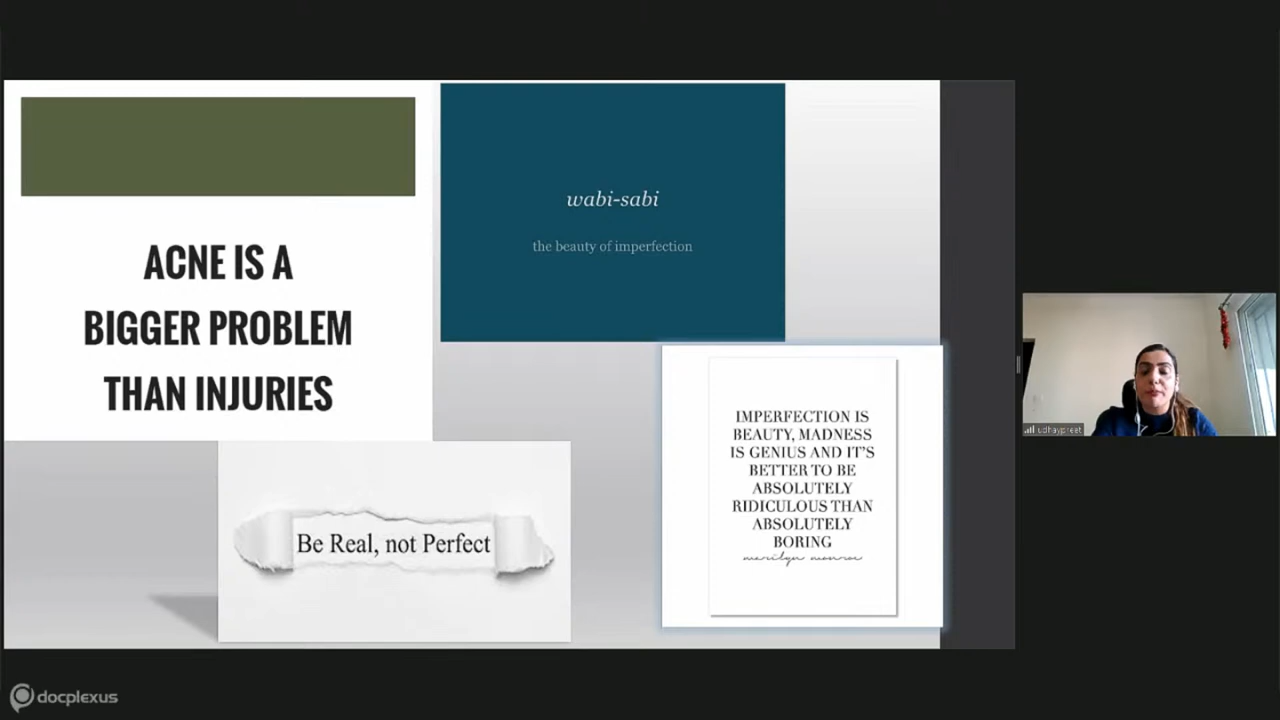 ACNE IS A
BIGGER PROBLEM
THAN INJURIES
wabi-sabi
the beauty of imperfection
Be Real, not Perfect
IMPERFECTION IS
BEAUTY, MADNESS
IS GENIUS AND IT'S
BETTER TO BE
ABSOLUTELY
RIDICULOUS THAN
ABSOLUTELY
BORING
marilyn monroe
udhaypreet
docplexus